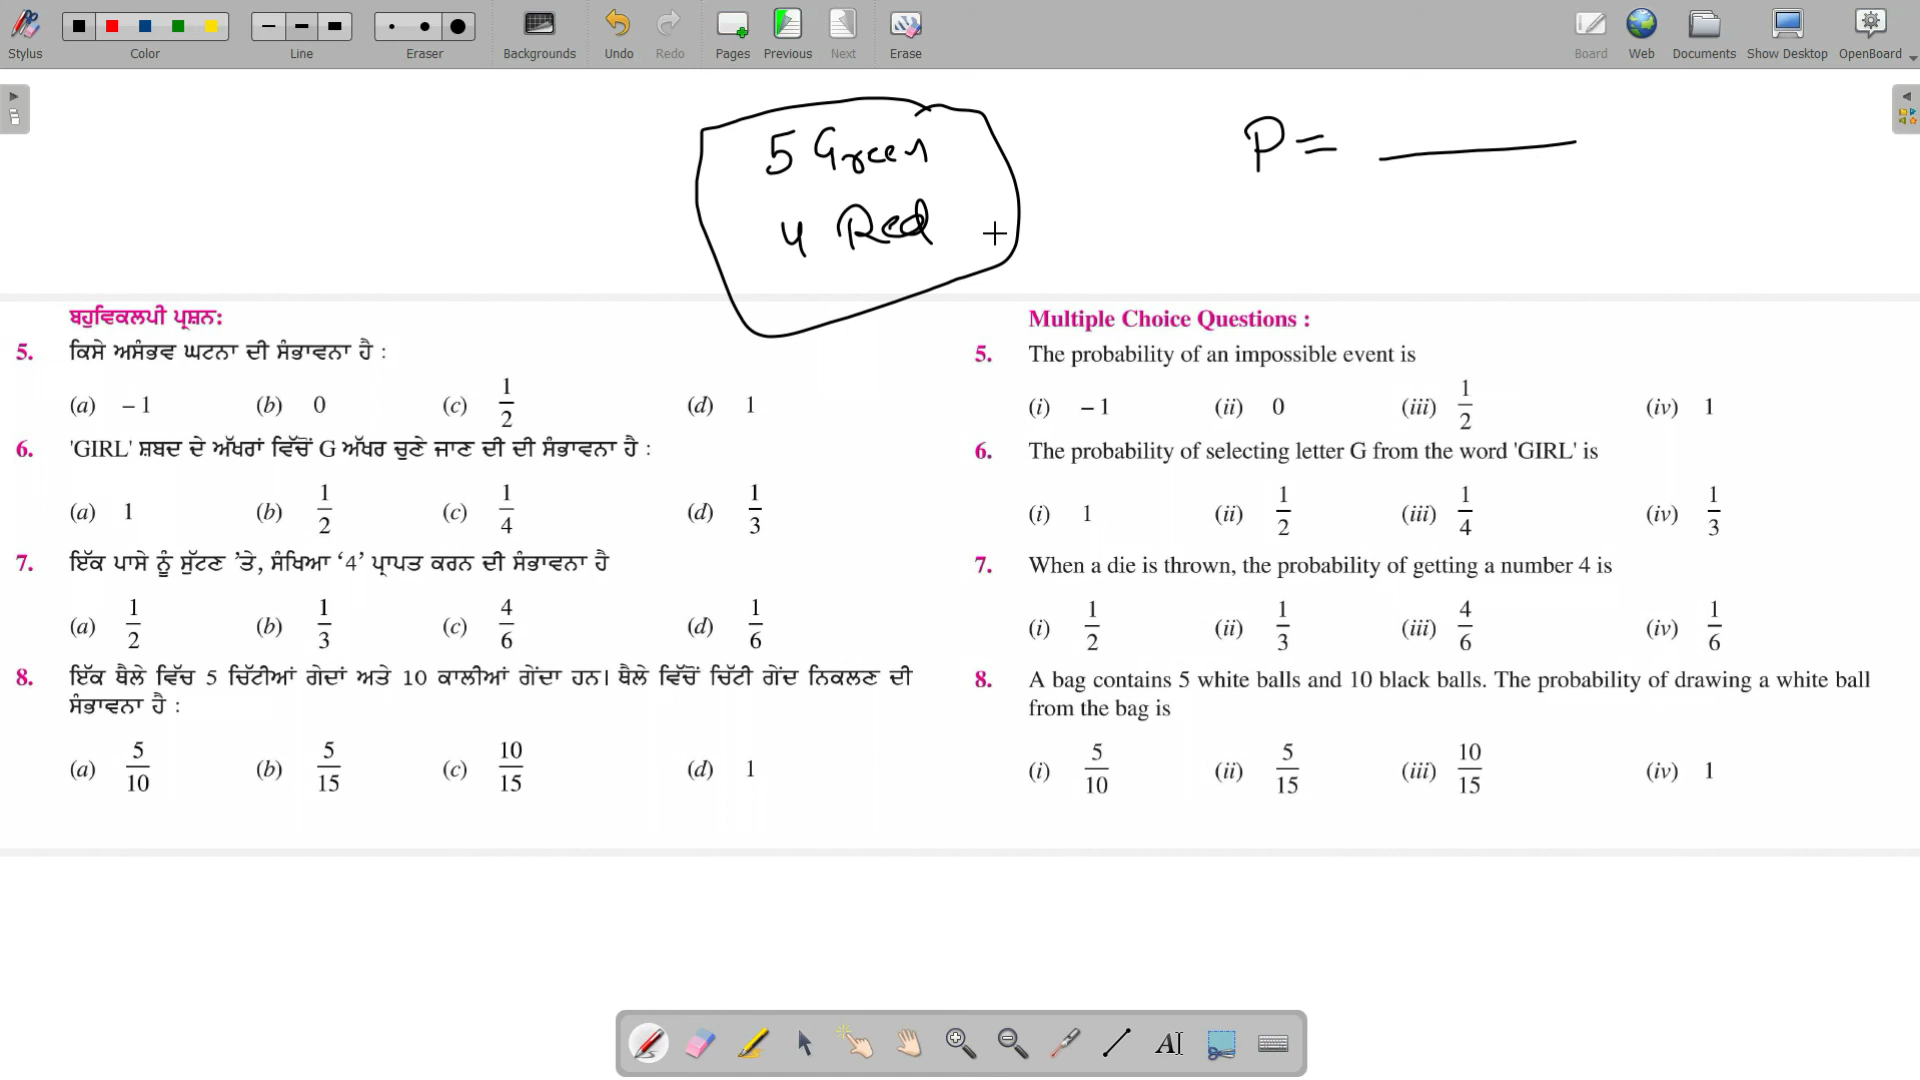 Stylus
Color
Line
Eraser
Backgrounds
Undo
Redo
Pages
Previous
Next
Erase
Board
Web
Documents
Show Desktop
OpenBoard
5 Green
4 Red
P =
ਬਹੁਵਿਕਲਪੀ ਪ੍ਰਸ਼ਨ:
5. ਕਿਸੇ ਅਸੰਭਵ ਘਟਨਾ ਦੀ ਸੰਭਾਵਨਾ ਹੈ :
(a) – 1 (b) 0 (c) 1/2 (d) 1
6. 'GIRL' ਸ਼ਬਦ ਦੇ ਅੱਖਰਾਂ ਵਿੱਚੋਂ G ਅੱਖਰ ਚੁਣੇ ਜਾਣ ਦੀ ਦੀ ਸੰਭਾਵਨਾ ਹੈ :
(a) 1 (b) 1/2 (c) 1/4 (d) 1/3
7. ਇੱਕ ਪਾਸੇ ਨੂੰ ਸੁੱਟਣ ’ਤੇ, ਸੰਖਿਆ ‘4’ ਪ੍ਰਾਪਤ ਕਰਨ ਦੀ ਸੰਭਾਵਨਾ ਹੈ
(a) 1/2 (b) 1/3 (c) 4/6 (d) 1/6
8. ਇੱਕ ਥੈਲੇ ਵਿੱਚ 5 ਚਿੱਟੀਆਂ ਗੇਦਾਂ ਅਤੇ 10 ਕਾਲੀਆਂ ਗੇਂਦਾ ਹਨ। ਥੈਲੇ ਵਿੱਚੋਂ ਚਿੱਟੀ ਗੇਂਦ ਨਿਕਲਣ ਦੀ
ਸੰਭਾਵਨਾ ਹੈ :
(a) 5/10 (b) 5/15 (c) 10/15 (d) 1
Multiple Choice Questions :
5. The probability of an impossible event is
(i) – 1 (ii) 0 (iii) 1/2 (iv) 1
6. The probability of selecting letter G from the word 'GIRL' is
(i) 1 (ii) 1/2 (iii) 1/4 (iv) 1/3
7. When a die is thrown, the probability of getting a number 4 is
(i) 1/2 (ii) 1/3 (iii) 4/6 (iv) 1/6
8. A bag contains 5 white balls and 10 black balls. The probability of drawing a white ball
from the bag is
(i) 5/10 (ii) 5/15 (iii) 10/15 (iv) 1